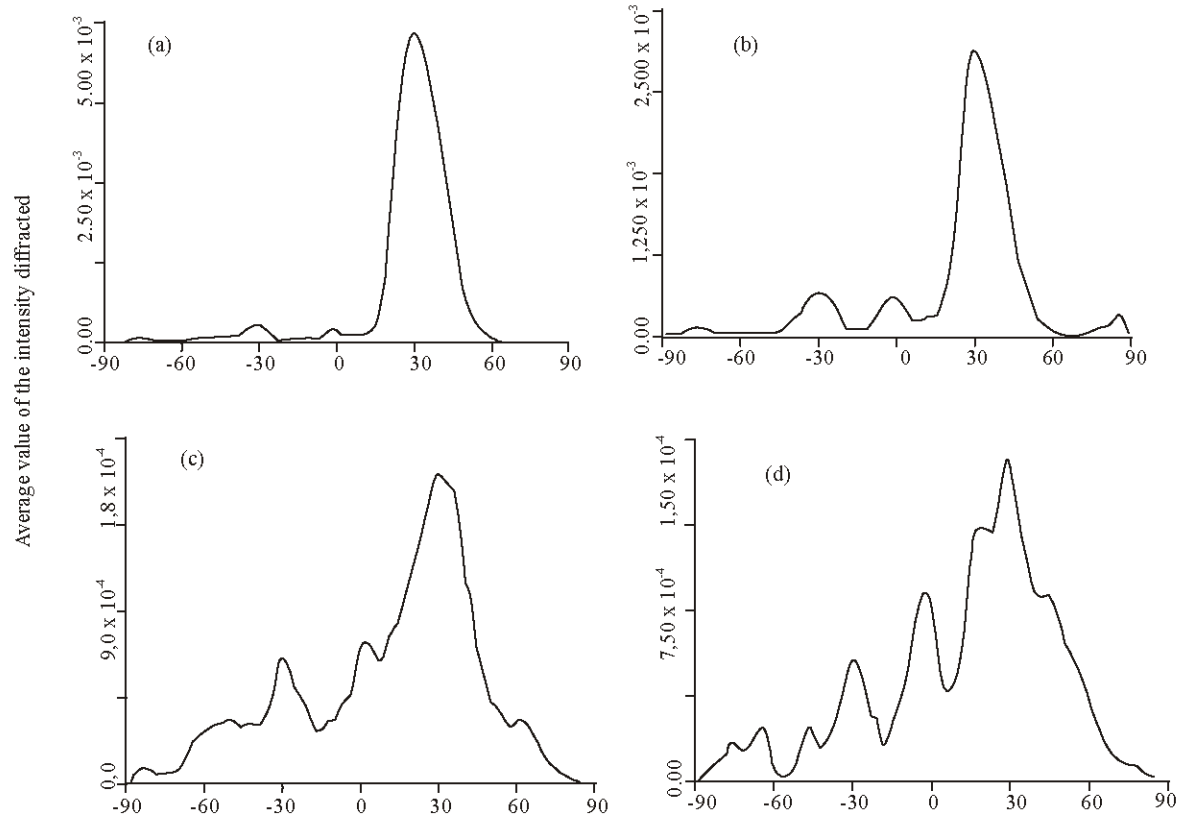 Average value of the intensity diffracted
(a)
5.00 x 10⁻³
2.50 x 10⁻³
0.00
-90 -60 -30 0 30 60 90
(b)
2,500 x 10⁻³
1,250 x 10⁻³
0.00
-90 -60 -30 0 30 60 90
(c)
1,8 x 10⁻⁴
9,0 x 10⁻⁴
0,0
-90 -60 -30 0 30 60 90
(d)
1,50 x 10⁻⁴
7,50 x 10⁻⁴
0.00
-90 -60 -30 0 30 60 90